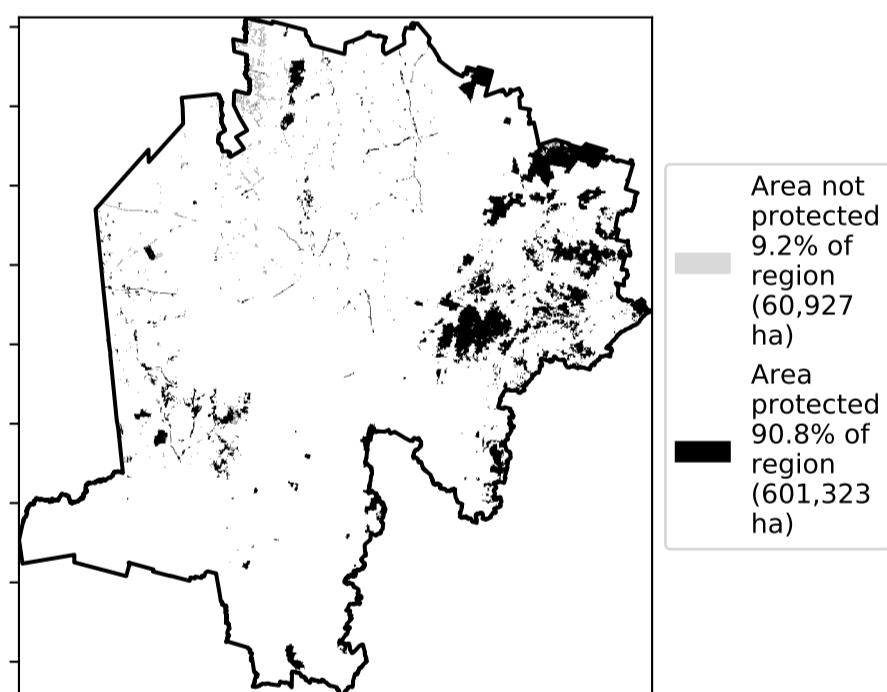 Area not
protected
9.2% of
region
(60,927
ha)
Area
protected
90.8% of
region
(601,323
ha)